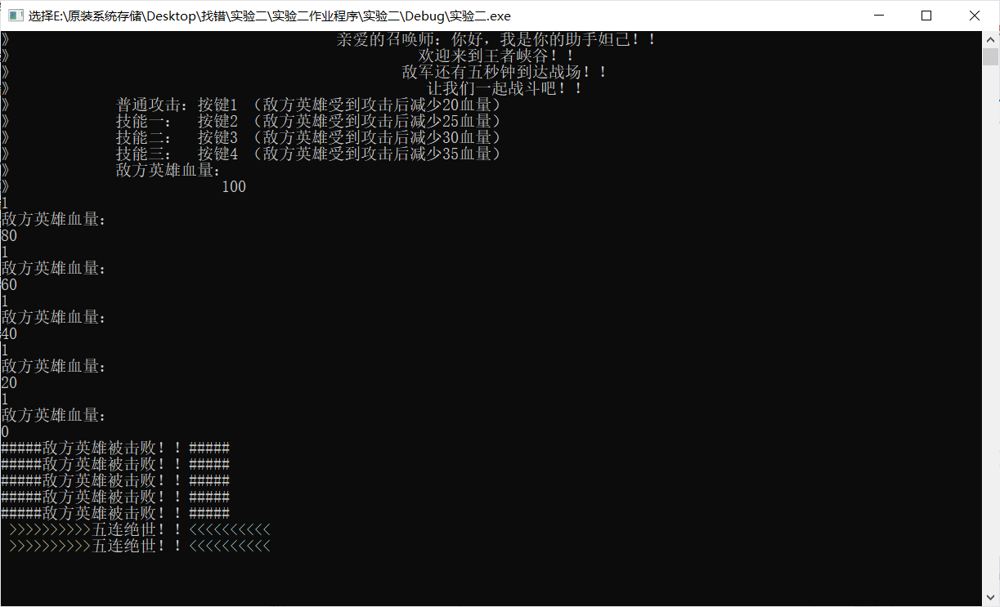 选择E:\原装系统存储\Desktop\找错\实验二\实验二作业程序\实验二\Debug\实验二.exe
》 亲爱的召唤师：你好，我是你的助手妲己！！
》 欢迎来到王者峡谷！！
》 敌军还有五秒钟到达战场！！
》 让我们一起战斗吧！！
》 普通攻击：按键1 （敌方英雄受到攻击后减少20血量）
》 技能一： 按键2 （敌方英雄受到攻击后减少25血量）
》 技能二： 按键3 （敌方英雄受到攻击后减少30血量）
》 技能三： 按键4 （敌方英雄受到攻击后减少35血量）
》 敌方英雄血量：
》 100
1
敌方英雄血量：
80
1
敌方英雄血量：
60
1
敌方英雄血量：
40
1
敌方英雄血量：
20
1
敌方英雄血量：
0
#####敌方英雄被击败！！#####
#####敌方英雄被击败！！#####
#####敌方英雄被击败！！#####
#####敌方英雄被击败！！#####
#####敌方英雄被击败！！#####
>>>>>>>>>>五连绝世！！<<<<<<<<<<
>>>>>>>>>>五连绝世！！<<<<<<<<<<